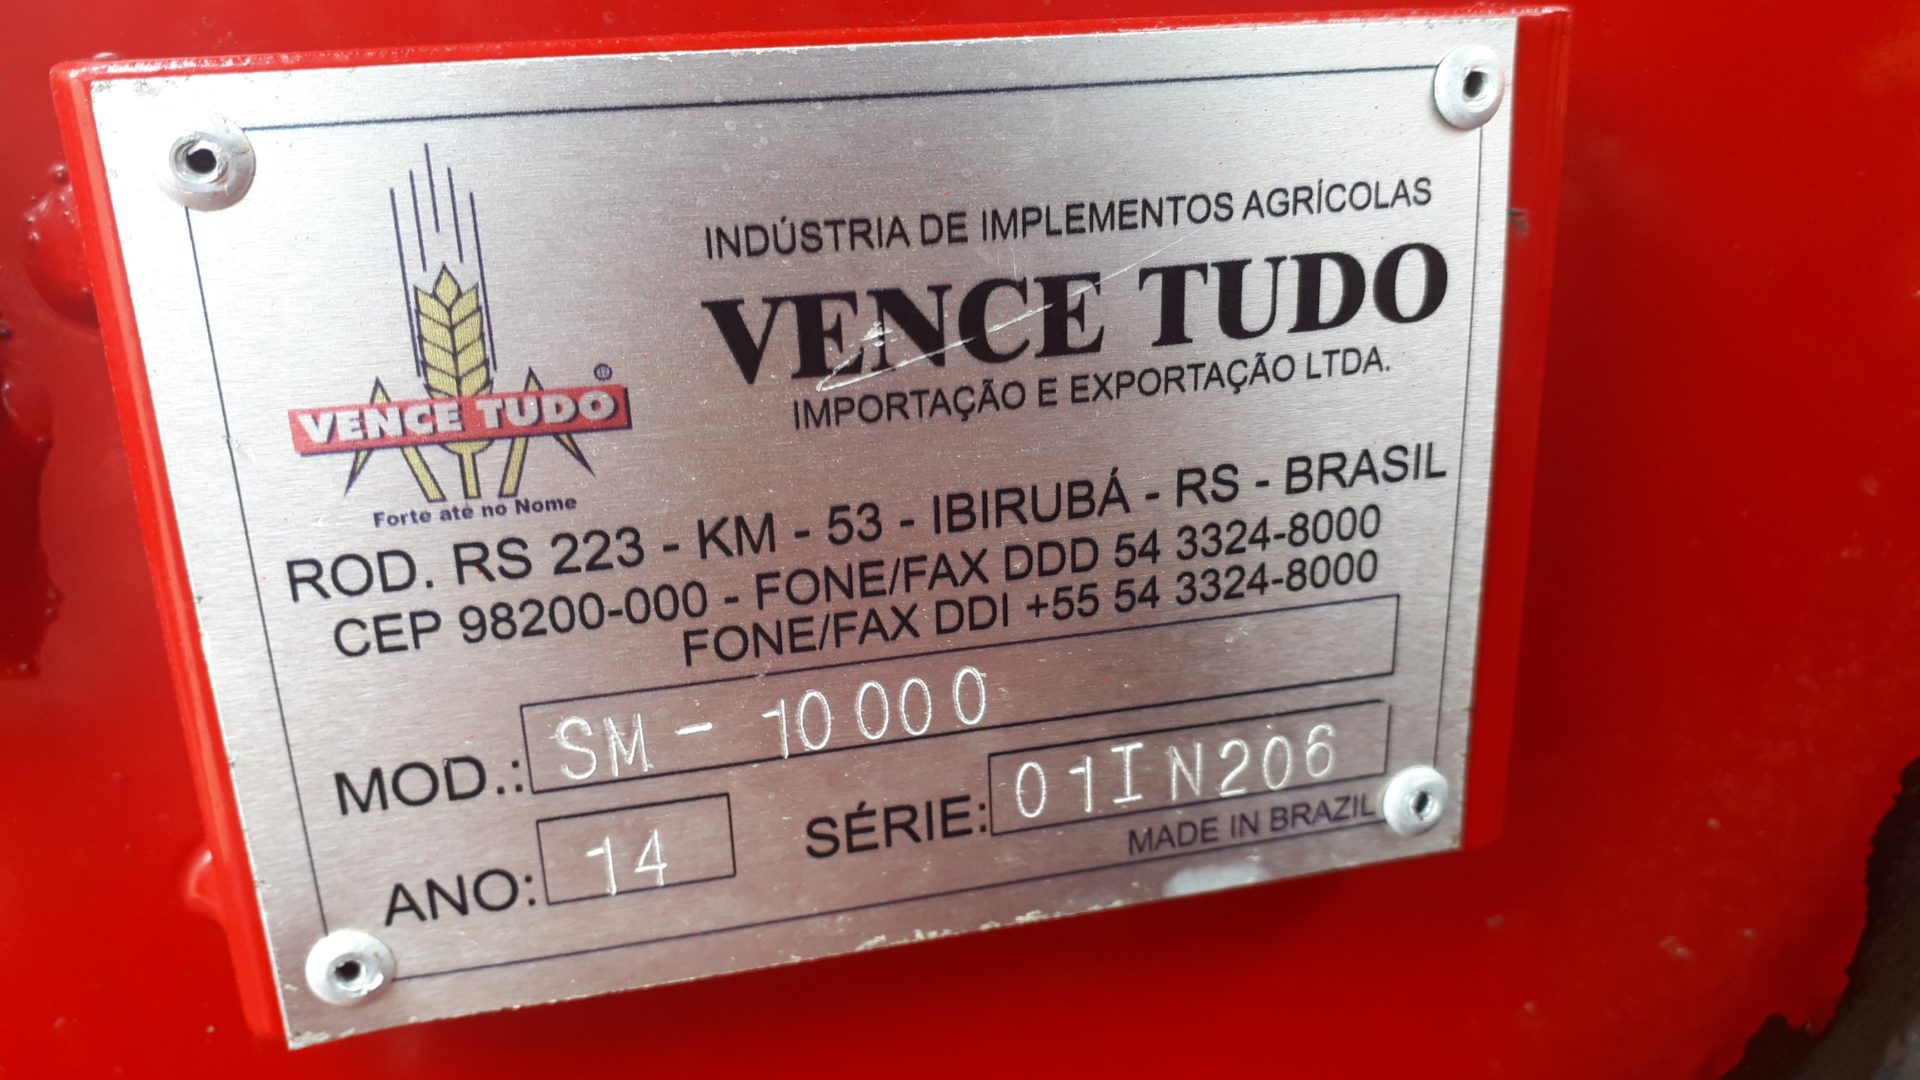 INDÚSTRIA DE IMPLEMENTOS AGRÍCOLAS
VENCE TUDO
IMPORTAÇÃO E EXPORTAÇÃO LTDA.
VENCE TUDO ®
Forte até no Nome
ROD. RS 223 - KM - 53 - IBIRUBÁ - RS - BRASIL
CEP 98200-000 - FONE/FAX DDD 54 3324-8000
FONE/FAX DDI +55 54 3324-8000
MOD.: SM - 10000
ANO: 14 SÉRIE: 01IN206
MADE IN BRAZIL